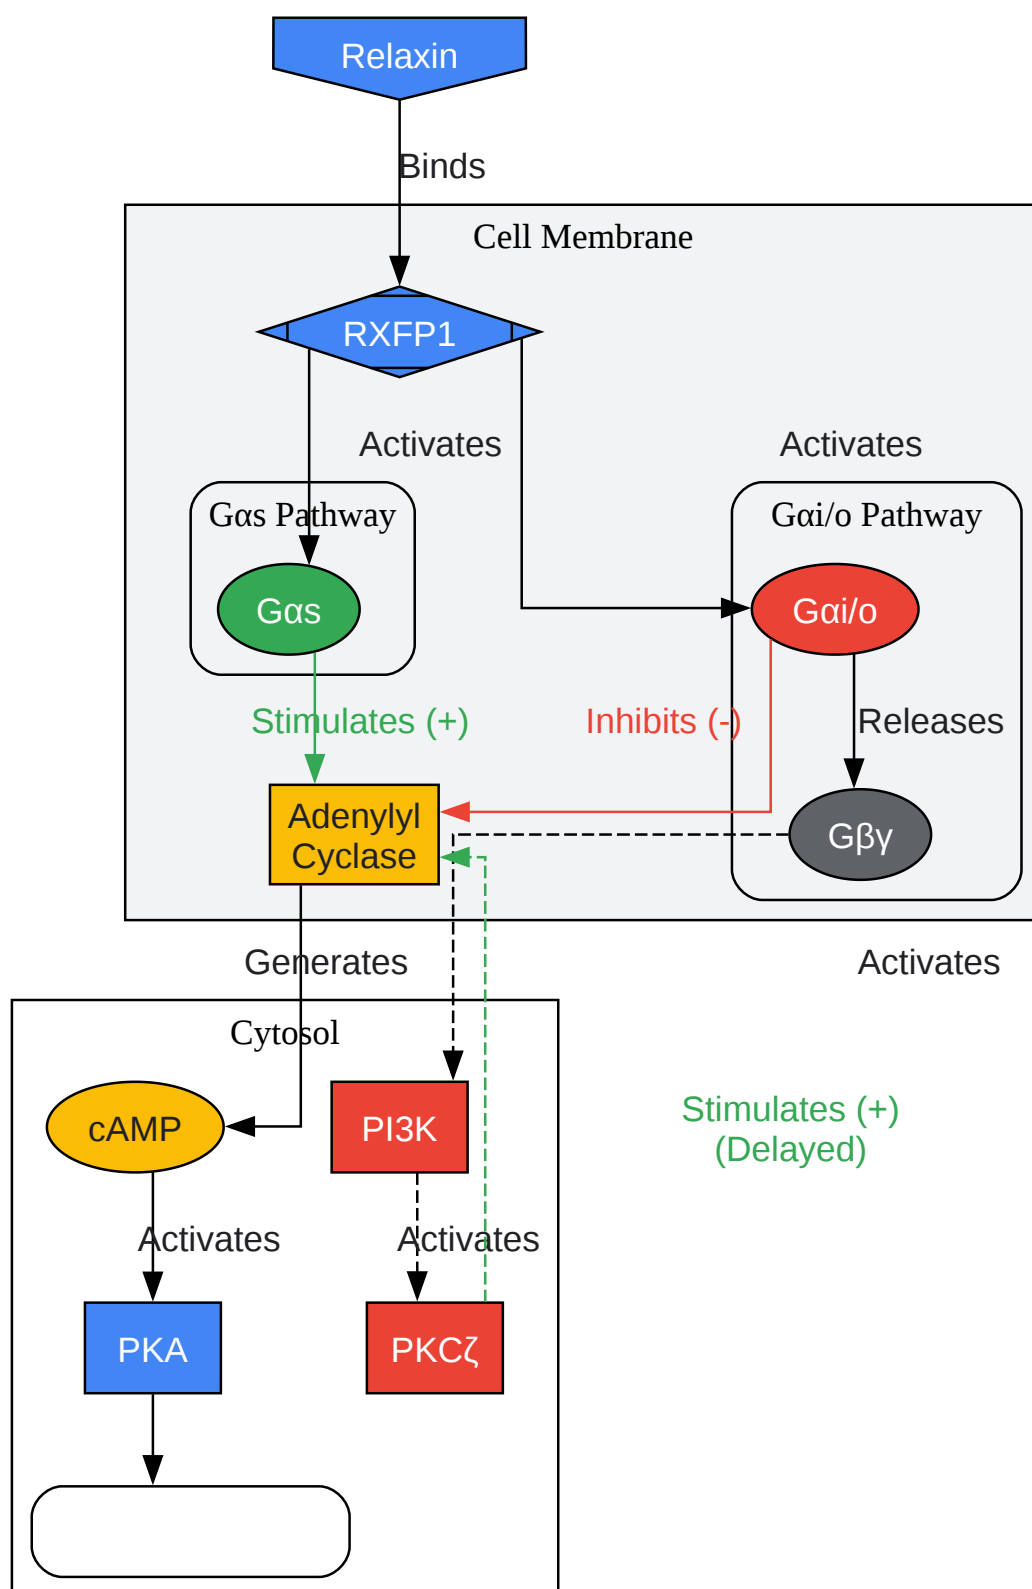 Relaxin
Binds
Cell Membrane
RXFP1
Activates
Activates
Gαs Pathway
Gαi/o Pathway
Gαs
Gαi/o
Stimulates (+)
Inhibits (-)
Releases
Adenylyl
Cyclase
Gβγ
Generates
Activates
Cytosol
cAMP
PI3K
Stimulates (+)
(Delayed)
Activates
Activates
PKA
PKCζ